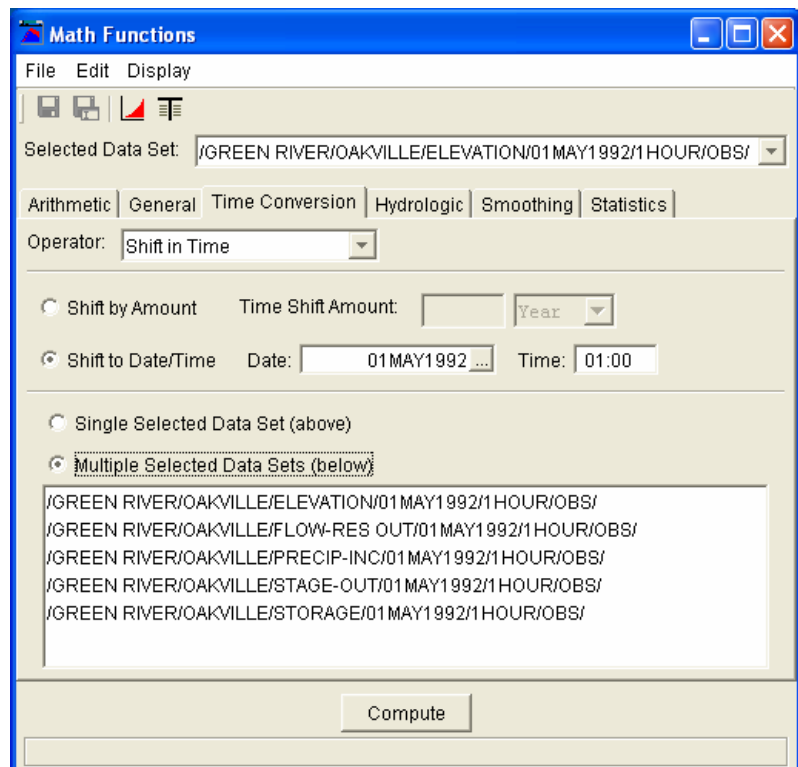 Math Functions
File Edit Display
Selected Data Set: /GREEN RIVER/OAKVILLE/ELEVATION/01MAY1992/1HOUR/OBS/
Arithmetic General Time Conversion Hydrologic Smoothing Statistics
Operator: Shift in Time
Shift by Amount Time Shift Amount: Year
Shift to Date/Time Date: 01MAY1992 ... Time: 01:00
Single Selected Data Set (above)
Multiple Selected Data Sets (below)
/GREEN RIVER/OAKVILLE/ELEVATION/01MAY1992/1HOUR/OBS/
/GREEN RIVER/OAKVILLE/FLOW-RES OUT/01MAY1992/1HOUR/OBS/
/GREEN RIVER/OAKVILLE/PRECIP-INC/01MAY1992/1HOUR/OBS/
/GREEN RIVER/OAKVILLE/STAGE-OUT/01MAY1992/1HOUR/OBS/
/GREEN RIVER/OAKVILLE/STORAGE/01MAY1992/1HOUR/OBS/
Compute